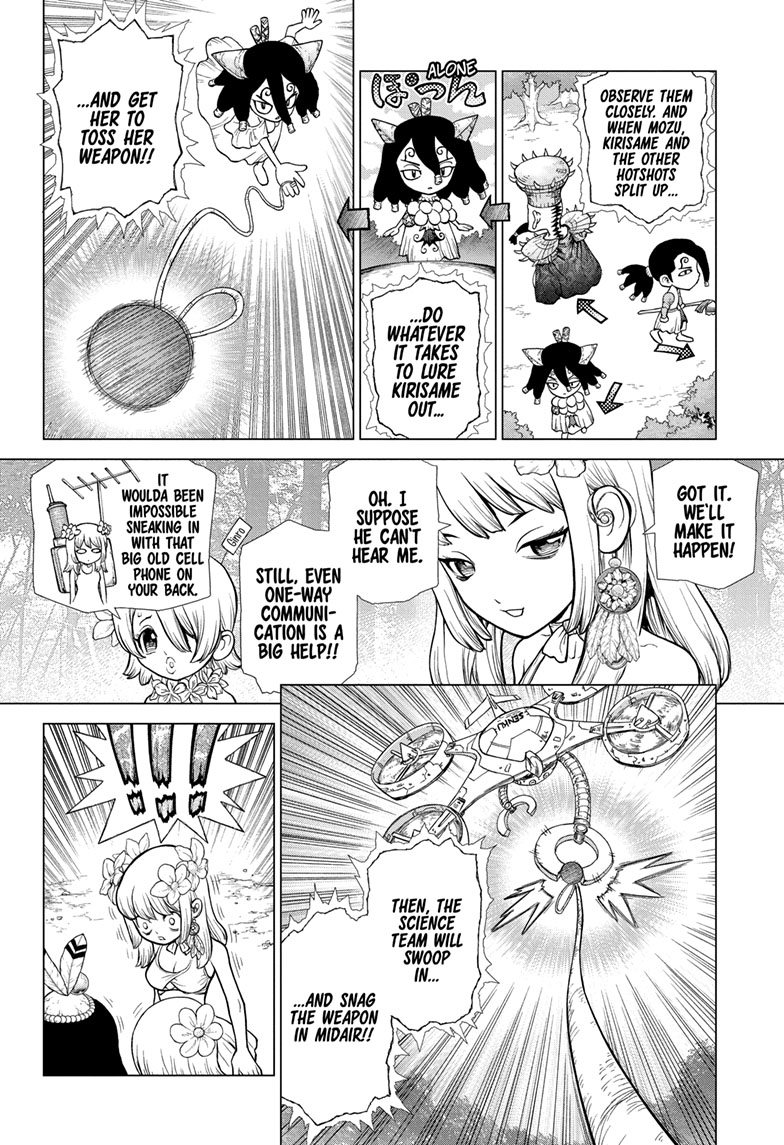 OBSERVE THEM
CLOSELY. AND
WHEN MOZU,
KIRISAME AND
THE OTHER
HOTSHOTS
SPLIT UP...
ALONE
ぽつん
...DO
WHATEVER
IT TAKES
TO LURE
KIRISAME
OUT...
...AND GET
HER TO
TOSS HER
WEAPON!!
GOT IT.
WE'LL
MAKE IT
HAPPEN!
OH. I
SUPPOSE
HE CAN'T
HEAR ME.
STILL, EVEN
ONE-WAY
COMMUNI-
CATION IS A
BIG HELP!!
Ginro
IT
WOULDA BEEN
IMPOSSIBLE
SNEAKING IN
WITH THAT
BIG OLD CELL
PHONE ON
YOUR BACK.
SENKU
THEN, THE
SCIENCE
TEAM WILL
SWOOP
IN...
...AND SNAG
THE WEAPON
IN MIDAIR!!
!!!